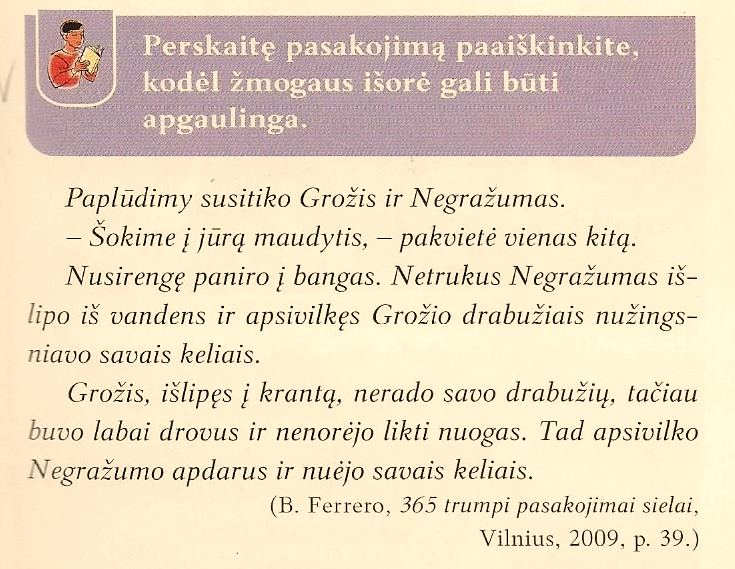 Perskaitę pasakojimą paaiškinkite,
kodėl žmogaus išorė gali būti
apgaulinga.
Paplūdimy susitiko Grožis ir Negražumas.
– Šokime į jūrą maudytis, – pakvietė vienas kitą.
Nusirengę paniro į bangas. Netrukus Negražumas iš-
lipo iš vandens ir apsivilkęs Grožio drabužiais nužings-
niavo savais keliais.
Grožis, išlipęs į krantą, nerado savo drabužių, tačiau
buvo labai drovus ir nenorėjo likti nuogas. Tad apsivilko
Negražumo apdarus ir nuėjo savais keliais.
(B. Ferrero, 365 trumpi pasakojimai sielai,
Vilnius, 2009, p. 39.)